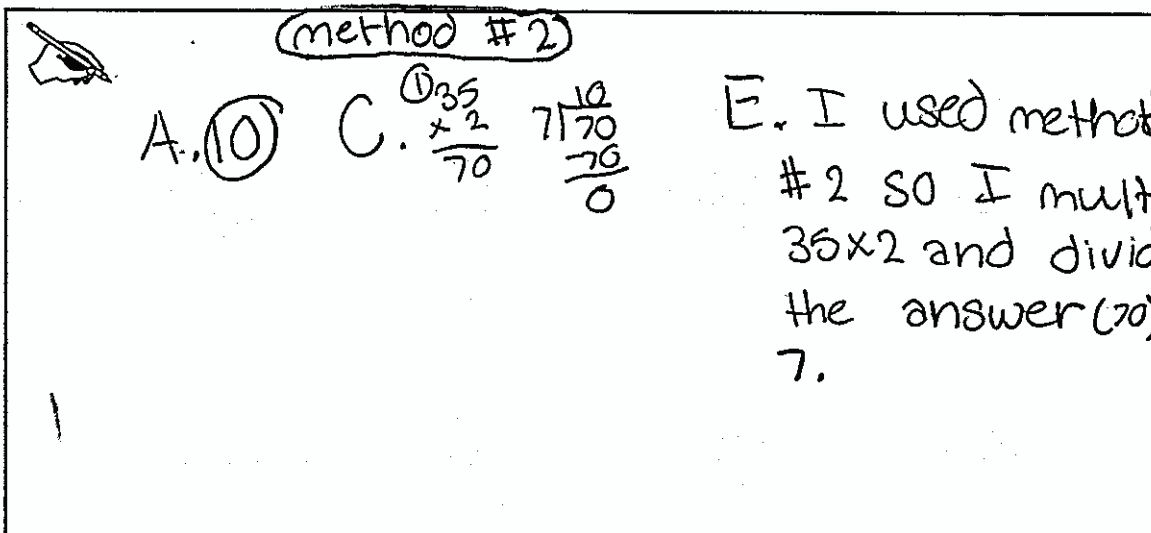 method #2
A. 10
C. 1 35
× 2
70
10
7 70
70
0
E. I used method
#2 so I mult
35×2 and divid
the answer (70)
7.